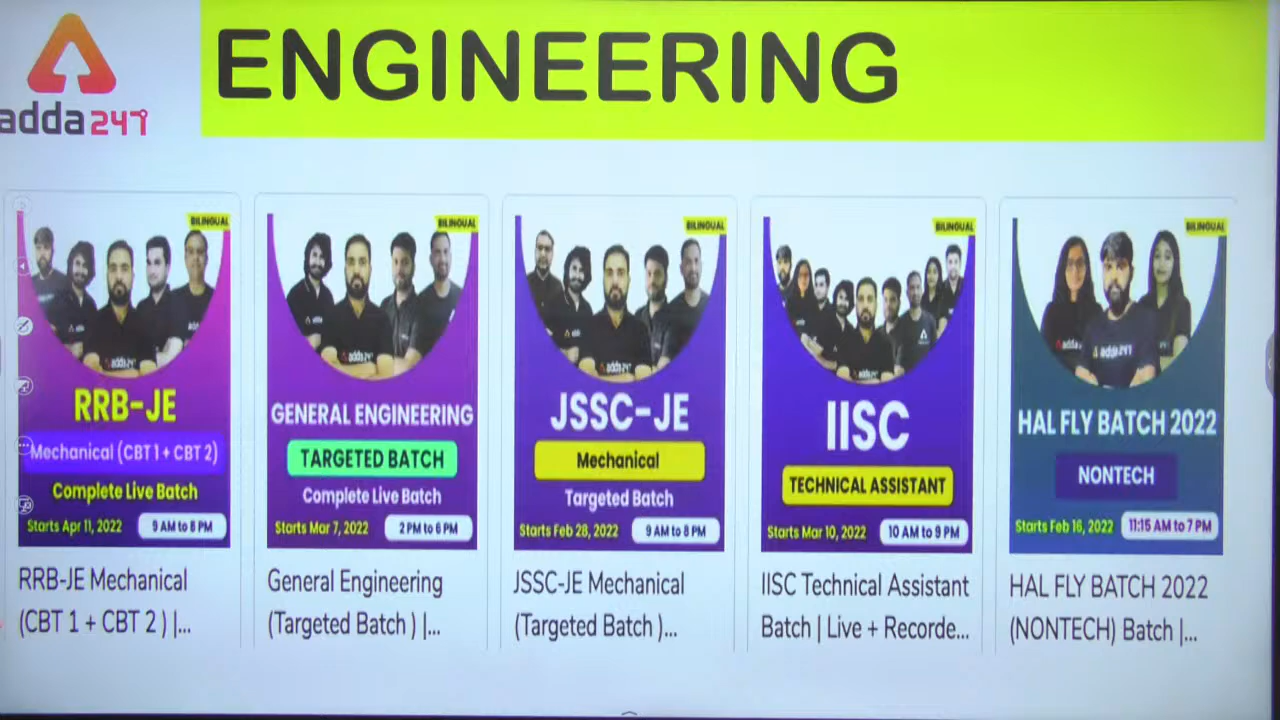 adda247
ENGINEERING
BILINGUAL
RRB-JE
Mechanical (CBT 1 + CBT 2)
Complete Live Batch
Starts Apr 11, 2022
9 AM to 8 PM
RRB-JE Mechanical
(CBT 1 + CBT 2 ) |...
BILINGUAL
GENERAL ENGINEERING
TARGETED BATCH
Complete Live Batch
Starts Mar 7, 2022
2 PM to 6 PM
General Engineering
(Targeted Batch ) |...
BILINGUAL
adda247
JSSC-JE
Mechanical
Targeted Batch
Starts Feb 28, 2022
9 AM to 8 PM
JSSC-JE Mechanical
(Targeted Batch )...
BILINGUAL
adda247
IISC
TECHNICAL ASSISTANT
Starts Mar 10, 2022
10 AM to 9 PM
IISC Technical Assistant
Batch | Live + Recorde...
BILINGUAL
adda247
HAL FLY BATCH 2022
NONTECH
Starts Feb 16, 2022
11:15 AM to 7 PM
HAL FLY BATCH 2022
(NONTECH) Batch |...